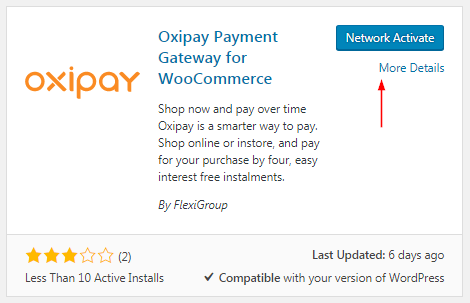 oxipay
Oxipay Payment
Gateway for
WooCommerce
Network Activate
More Details
Shop now and pay over time
Oxipay is a smarter way to pay.
Shop online or instore, and pay
for your purchase by four, easy
interest free instalments.
By FlexiGroup
(2)
Less Than 10 Active Installs
Last Updated: 6 days ago
Compatible with your version of WordPress